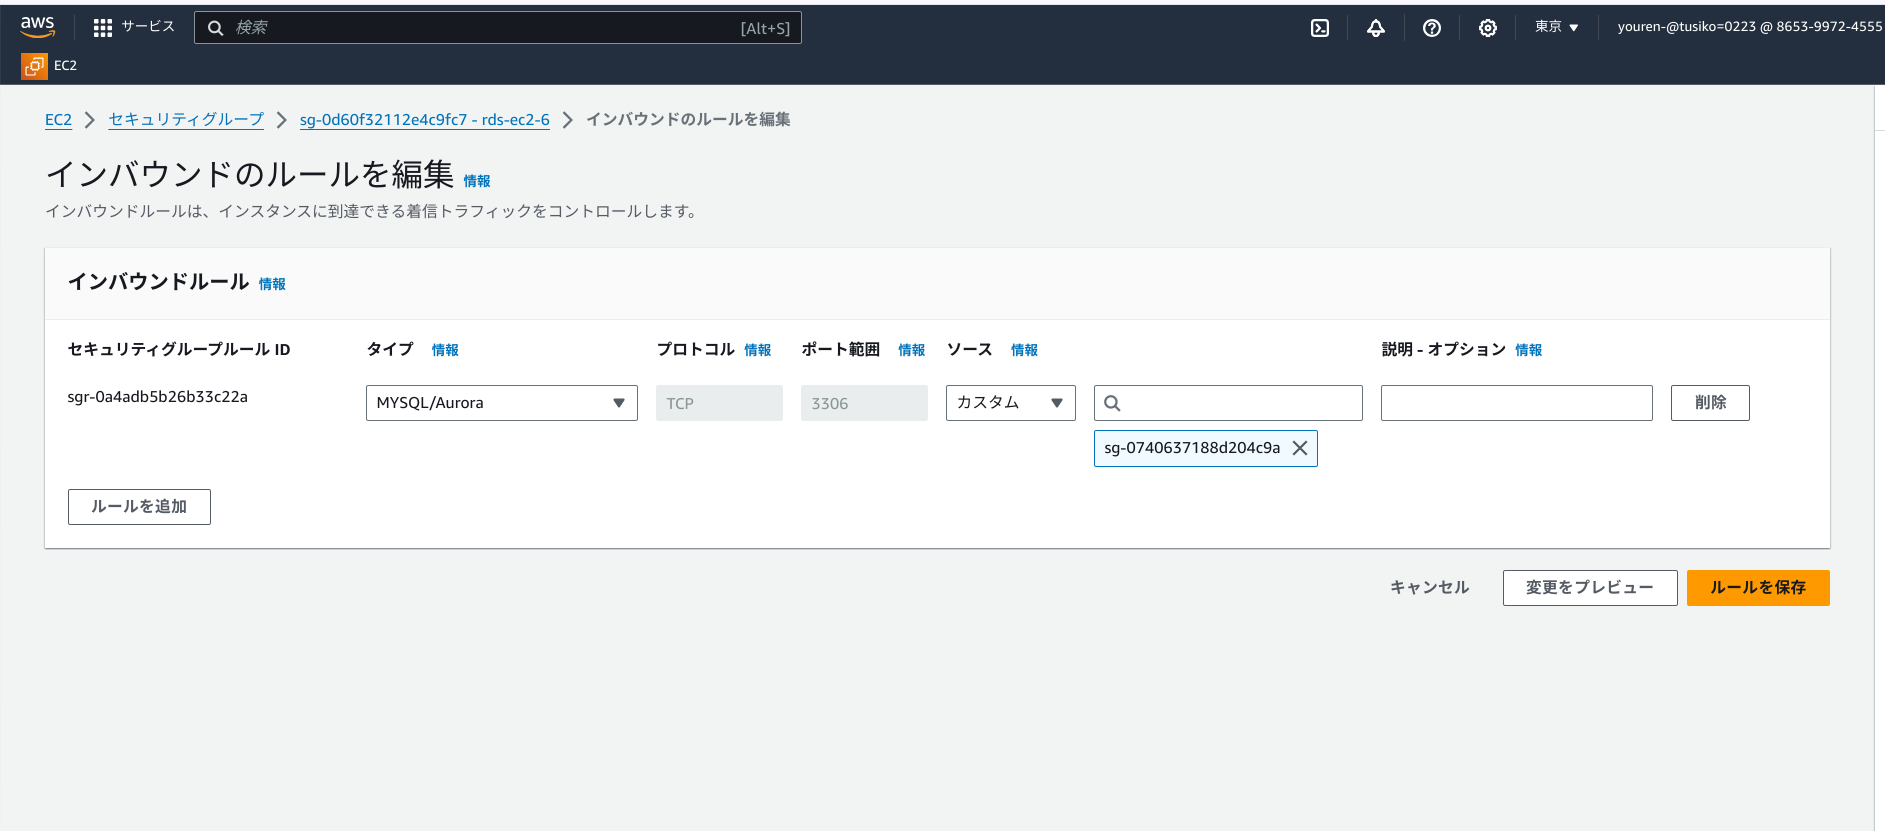 aws サービス 検索 [Alt+S] 東京 youren-@tusiko=0223 @ 8653-9972-4555
EC2
EC2 セキュリティグループ sg-0d60f32112e4c9fc7 - rds-ec2-6 インバウンドのルールを編集
インバウンドのルールを編集 情報
インバウンドルールは、インスタンスに到達できる着信トラフィックをコントロールします。
インバウンドルール 情報
セキュリティグループルール ID タイプ 情報 プロトコル 情報 ポート範囲 情報 ソース 情報 説明 - オプション 情報
sgr-0a4adb5b26b33c22a MYSQL/Aurora TCP 3306 カスタム 削除
sg-0740637188d204c9a
ルールを追加
キャンセル 変更をプレビュー ルールを保存